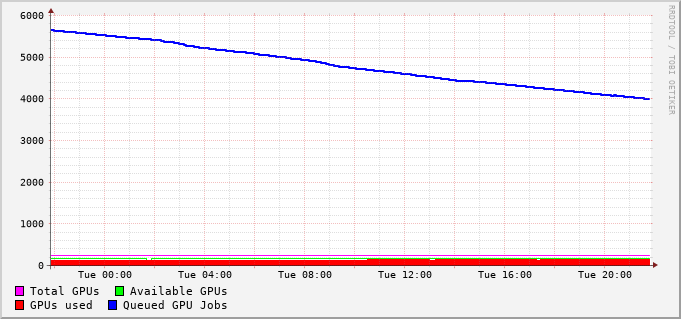 RRDTOOL / TOBI OETIKER
6000
5000
4000
3000
2000
1000
0
Tue 00:00 Tue 04:00 Tue 08:00 Tue 12:00 Tue 16:00 Tue 20:00
Total GPUs Available GPUs
GPUs used Queued GPU Jobs